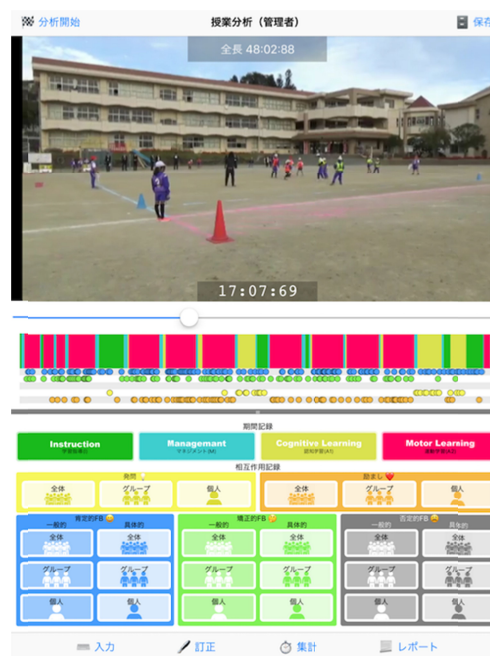 分析開始 授業分析（管理者） 保存
全長 48:02:88
17:07:69
期間記録
Instruction Managemant Cognitive Learning Motor Learning
学習指導(I) マネジメント(M) 認知学習(A1) 運動学習(A2)
相互作用記録
発問 励まし
全体 グループ 個人 全体 グループ 個人
肯定的FB 矯正的FB 否定的FB
一般的 具体的 一般的 具体的 一般的 具体的
全体 全体 全体 全体 全体 全体
グループ グループ グループ グループ グループ グループ
個人 個人 個人 個人 個人 個人
入力 訂正 集計 レポート